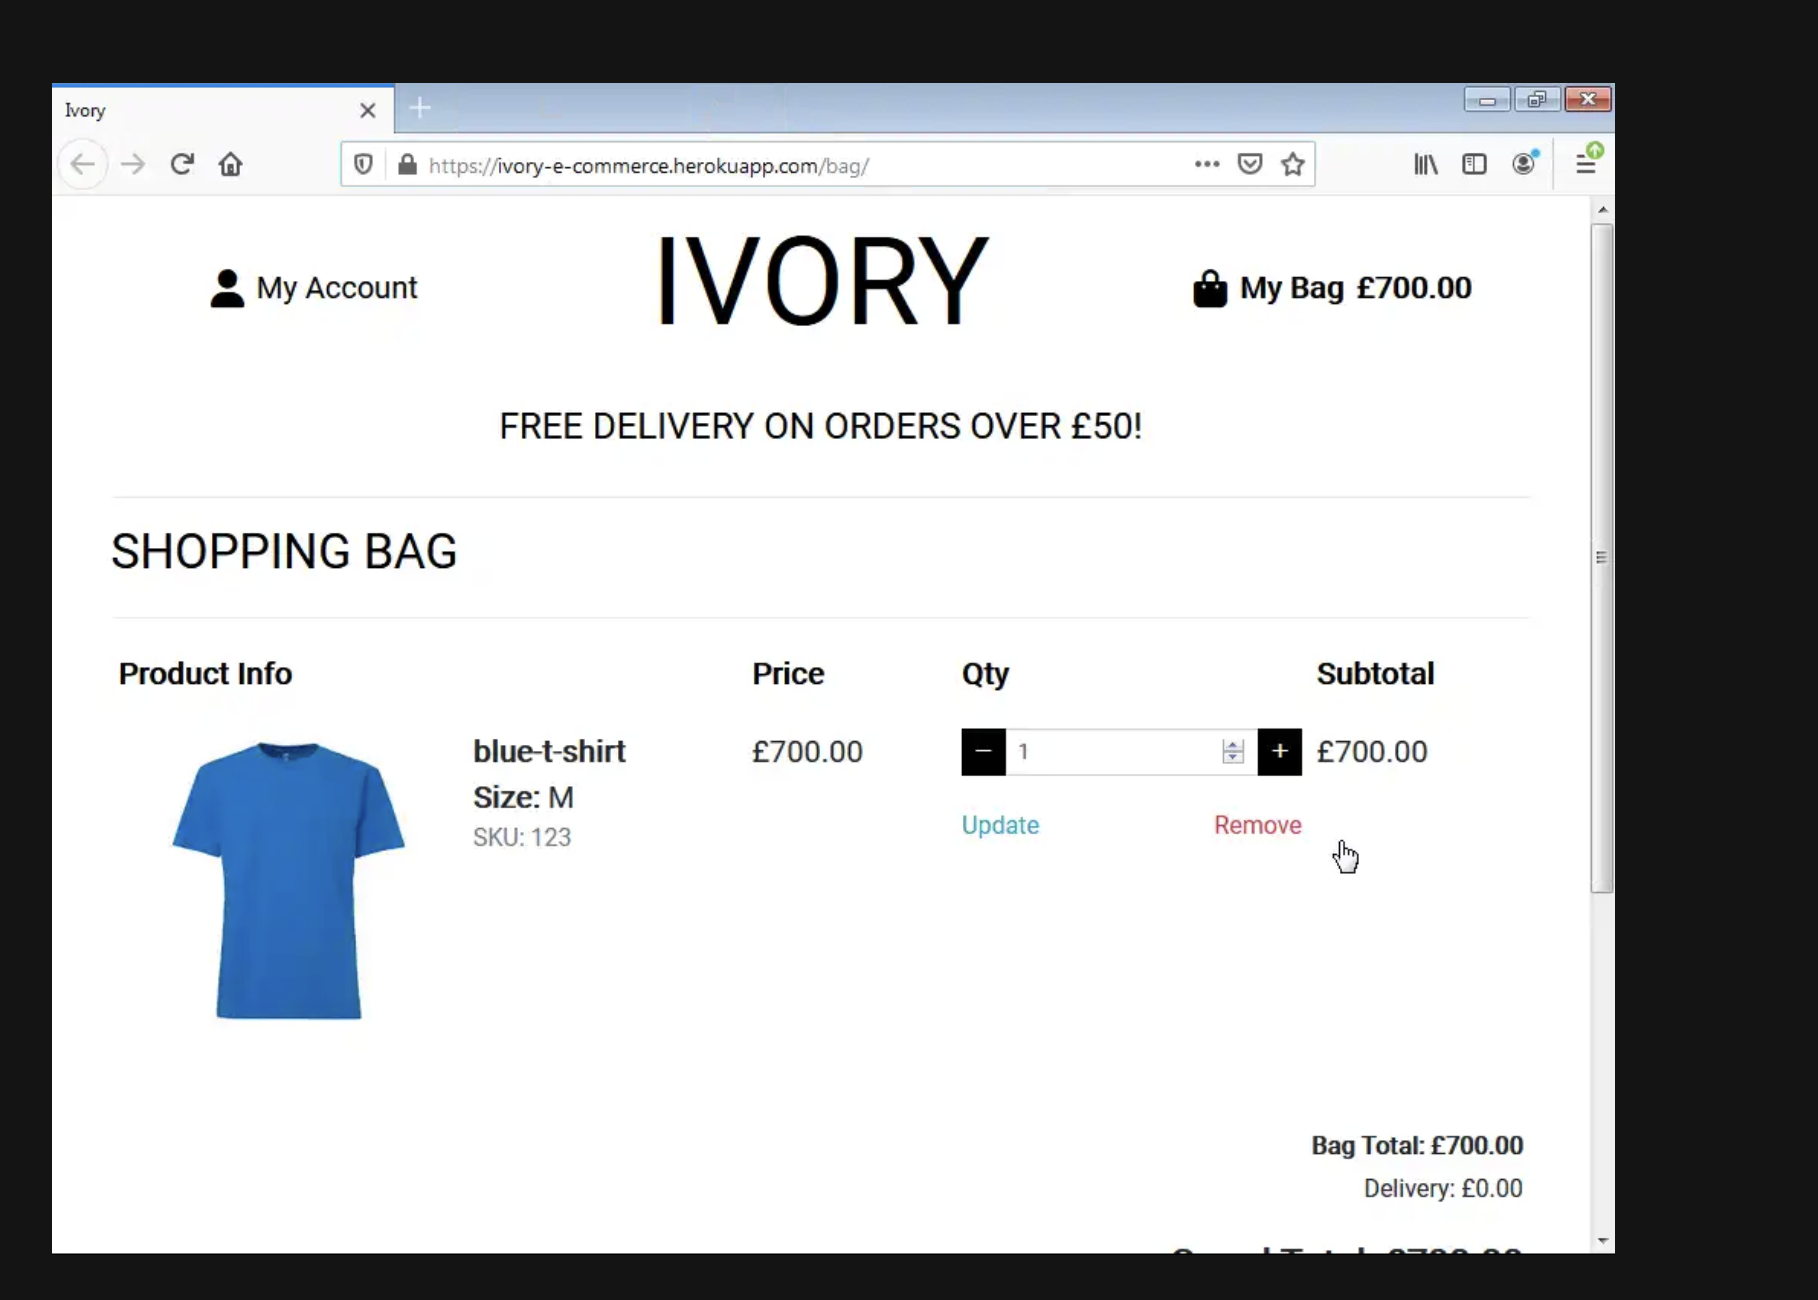 Ivory
https://ivory-e-commerce.herokuapp.com/bag/
My Account
IVORY
My Bag £700.00
FREE DELIVERY ON ORDERS OVER £50!
SHOPPING BAG
Product Info Price Qty Subtotal
blue-t-shirt £700.00 − 1 + £700.00
Size: M
SKU: 123
Update Remove
Bag Total: £700.00
Delivery: £0.00